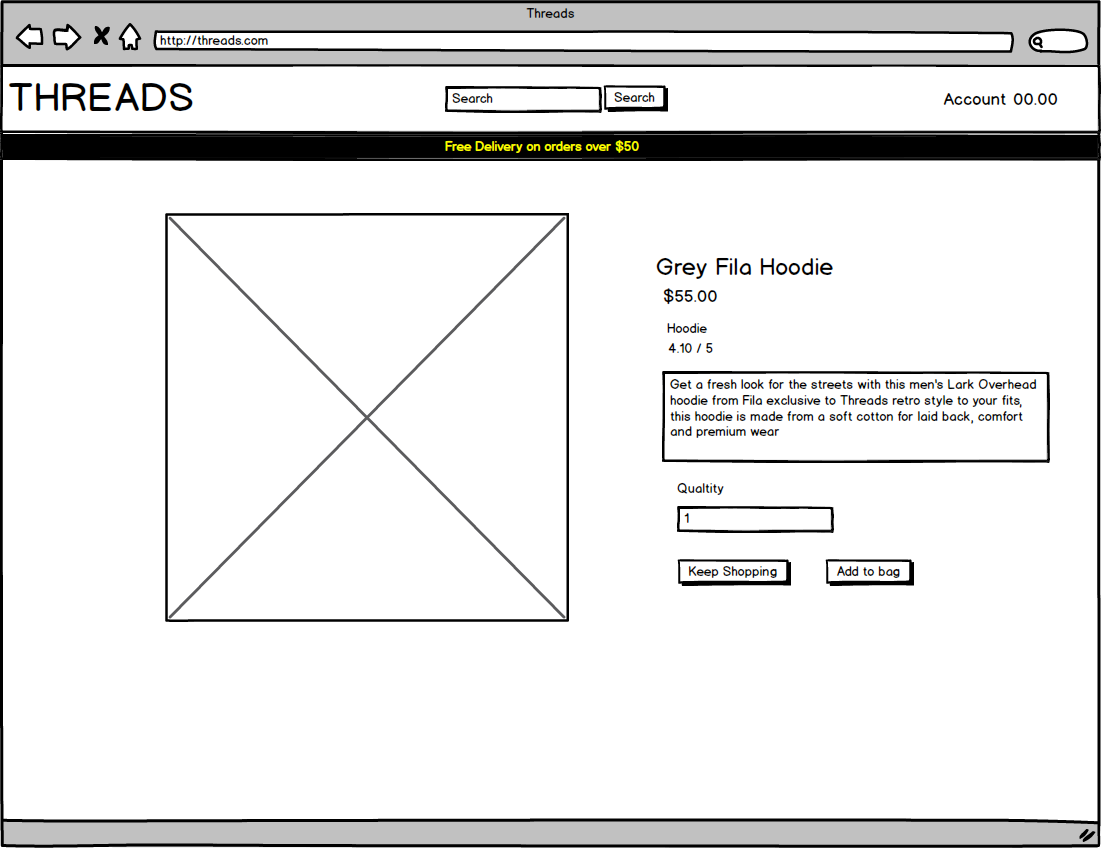 Threads
http://threads.com
THREADS
Search
Search
Account 00.00
Free Delivery on orders over $50
Grey Fila Hoodie
$55.00
Hoodie
4.10 / 5
Get a fresh look for the streets with this men's Lark Overhead
hoodie from Fila exclusive to Threads retro style to your fits,
this hoodie is made from a soft cotton for laid back, comfort
and premium wear
Qualtity
1
Keep Shopping
Add to bag